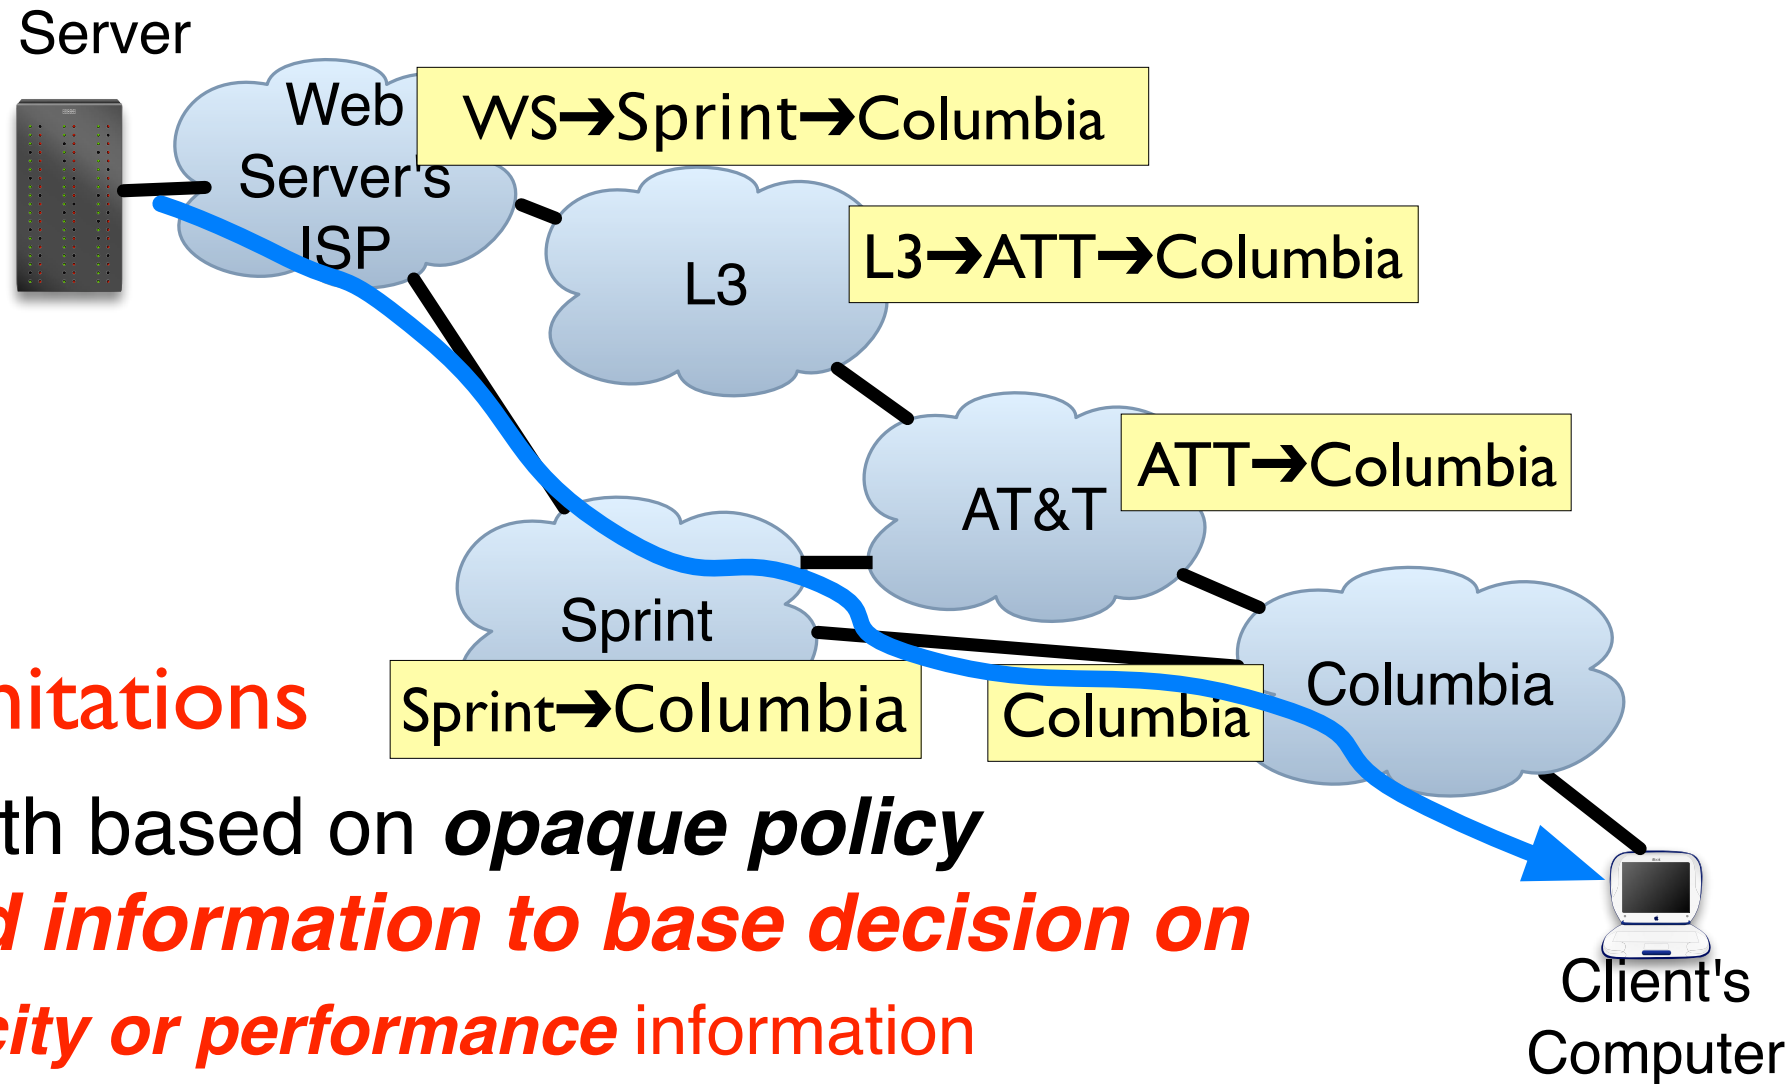 Server
Web
Server's
ISP
WS➔Sprint➔Columbia
L3
L3➔ATT➔Columbia
AT&T
ATT➔Columbia
Sprint
Sprint➔Columbia
Columbia
Columbia
nitations
th based on opaque policy
d information to base decision on
city or performance information
Client's
Computer